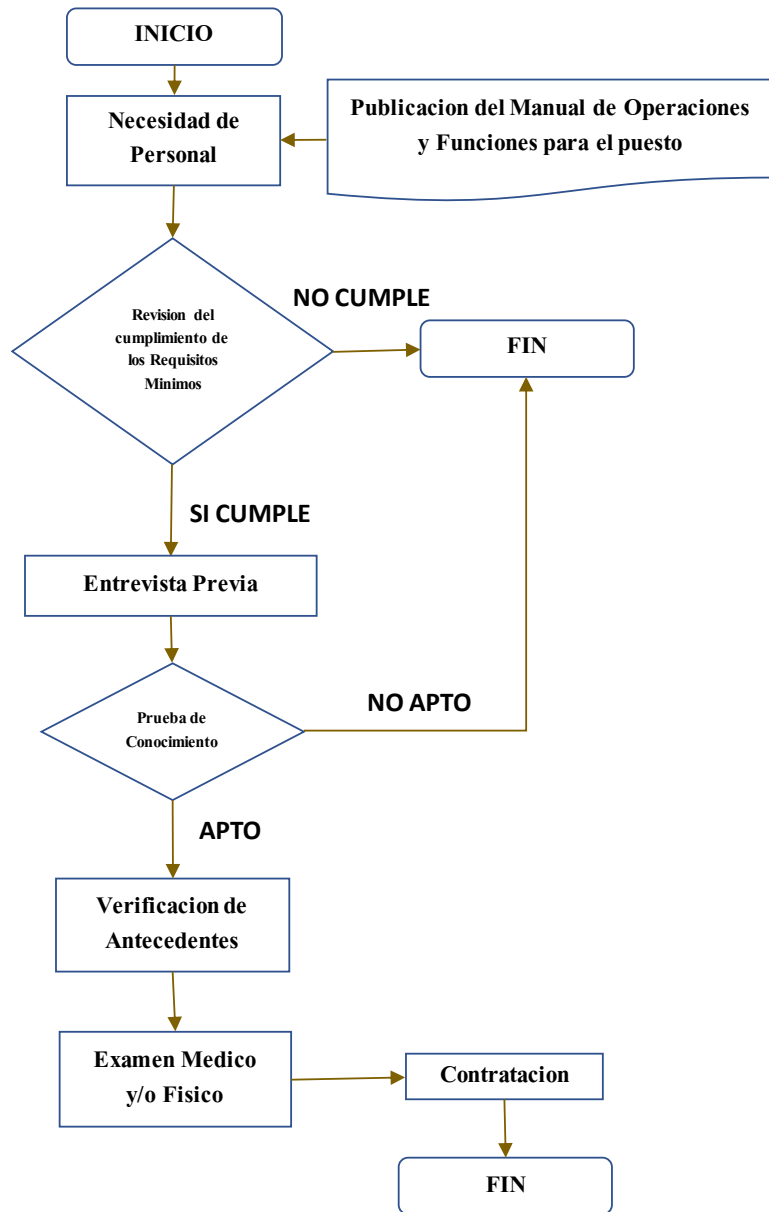 INICIO
Necesidad de
Personal
Publicacion del Manual de Operaciones
y Funciones para el puesto
Revision del
cumplimiento de
los Requisitos
Minimos
NO CUMPLE
FIN
SI CUMPLE
Entrevista Previa
Prueba de
Conocimiento
NO APTO
APTO
Verificacion de
Antecedentes
Examen Medico
y/o Fisico
Contratacion
FIN